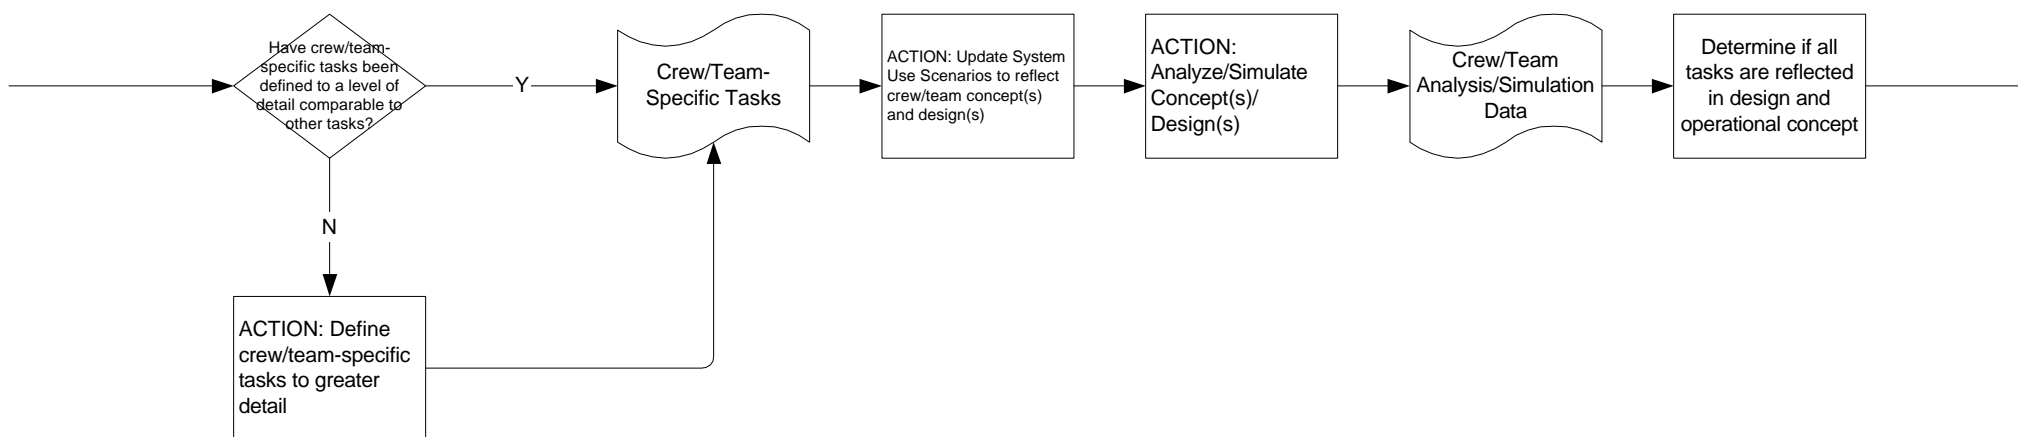 Have crew/team-
specific tasks been
defined to a level of
detail comparable to
other tasks?
Y
Crew/Team-
Specific Tasks
ACTION: Update System
Use Scenarios to reflect
crew/team concept(s)
and design(s)
ACTION:
Analyze/Simulate
Concept(s)/
Design(s)
Crew/Team
Analysis/Simulation
Data
Determine if all
tasks are reflected
in design and
operational concept
N
ACTION: Define
crew/team-specific
tasks to greater
detail